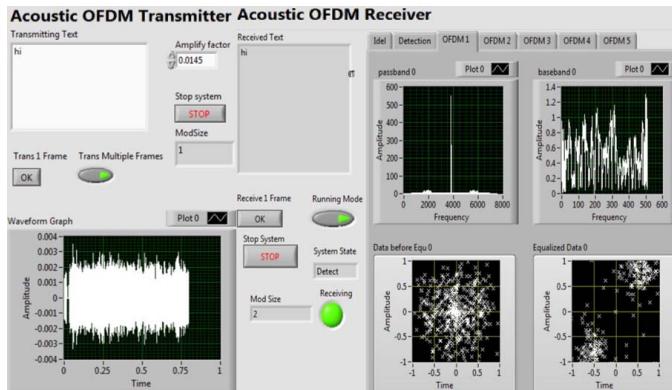 Acoustic OFDM Transmitter
Transmitting Text
hi
Amplify factor
0.0145
Stop system
STOP
ModSize
1
Trans 1 Frame
Trans Multiple Frames
OK
Waveform Graph
Plot 0
0.004
0.003
0.002
0.001
0
-0.001
-0.002
-0.003
-0.004
Amplitude
0
0.25
0.5
0.75
1
Time
Acoustic OFDM Receiver
Received Text
hi
Receive 1 Frame
Running Mode
OK
Stop System
STOP
System State
Detect
Mod Size
2
Receiving
Idel
Detection
OFDM 1
OFDM 2
OFDM 3
OFDM 4
OFDM 5
passband 0
Plot 0
600
500
400
300
200
100
0
Amplitude
0
2000
4000
6000
8000
Frequency
baseband 0
Plot 0
1.4
1.2
1
0.8
0.6
0.4
0.2
0
Amplitude
0
100
200
300
400
500
600
Frequency
Data before Equ 0
1
0.5
0
-0.5
-1
Amplitude
-1
-0.5
0
0.5
1
Time
Equalized Data 0
1
0.5
0
-0.5
-1
Amplitude
-1
-0.5
0
0.5
1
Time